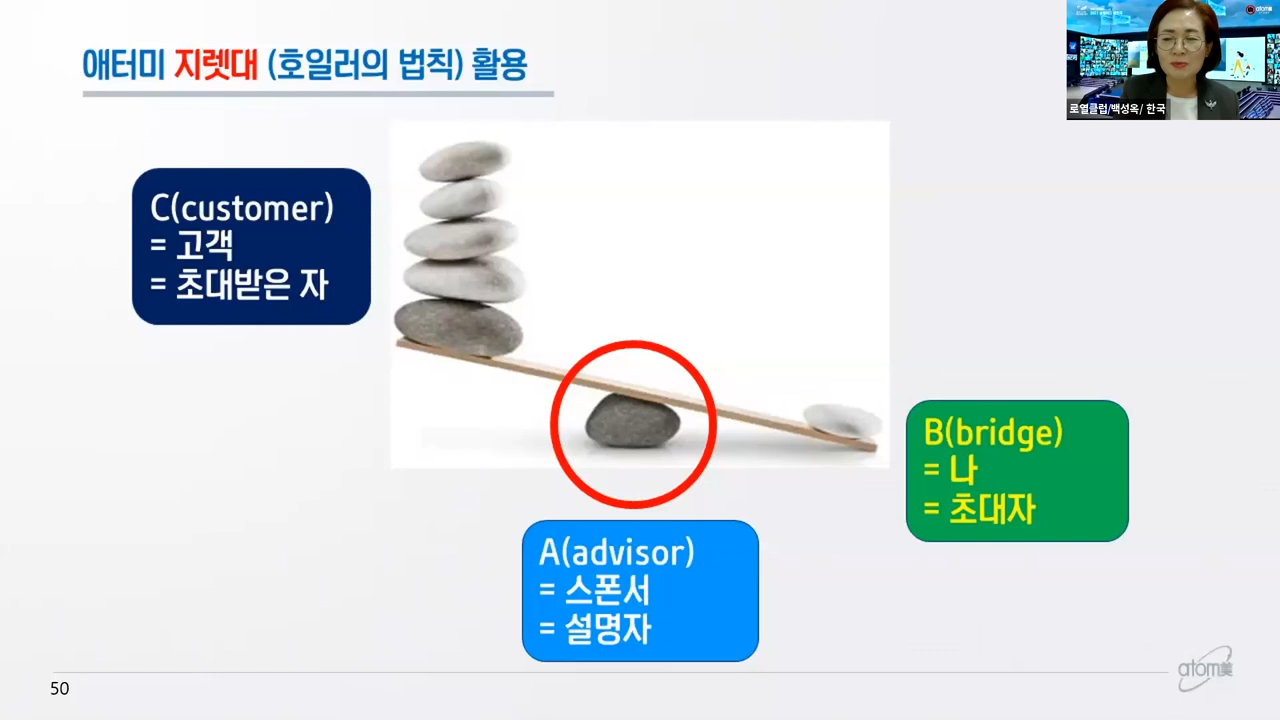 애터미 지렛대 (호일러의 법칙) 활용
로열클럽/백성옥/ 한국
C(customer)
= 고객
= 초대받은 자
B(bridge)
= 나
= 초대자
A(advisor)
= 스폰서
= 설명자
atom美
50